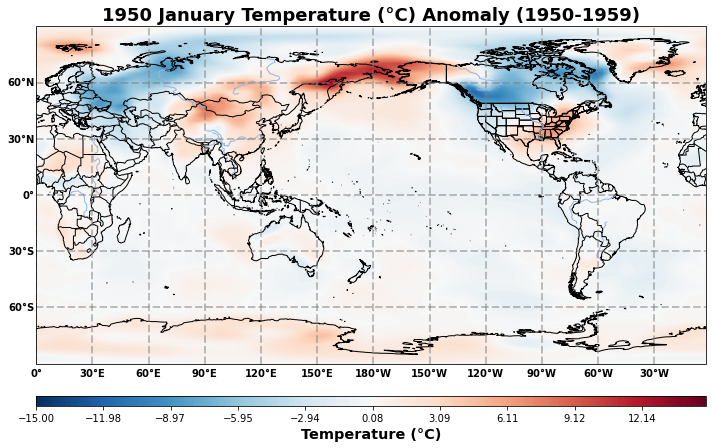 1950 January Temperature (°C) Anomaly (1950-1959)
60°N
30°N
0°
30°S
60°S
0° 30°E 60°E 90°E 120°E 150°E 180°W 150°W 120°W 90°W 60°W 30°W
−15.00 −11.98 −8.97 −5.95 −2.94 0.08 3.09 6.11 9.12 12.14
Temperature (°C)